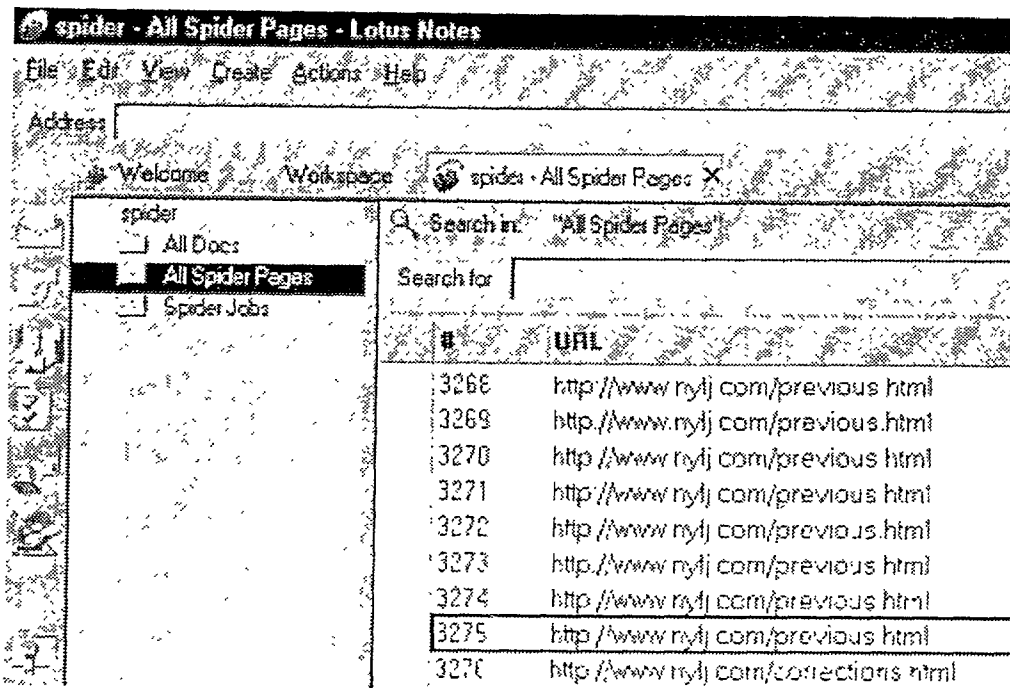 spider - All Spider Pages - Lotus Notes
File Edit View Create Actions Help
Address
Welcome Workspace spider - All Spider Pages
spider
All Docs
All Spider Pages
Spider Jobs
Search in: "All Spider Pages"
Search for
# URL
3268 http://www.nylj.com/previous.html
3269 http://www.nylj.com/previous.html
3270 http://www.nylj.com/previous.html
3271 http://www.nylj.com/previous.html
3272 http://www.nylj.com/previous.html
3273 http://www.nylj.com/previous.html
3274 http://www.nylj.com/previous.html
3275 http://www.nylj.com/previous.html
3276 http://www.nylj.com/corrections.html